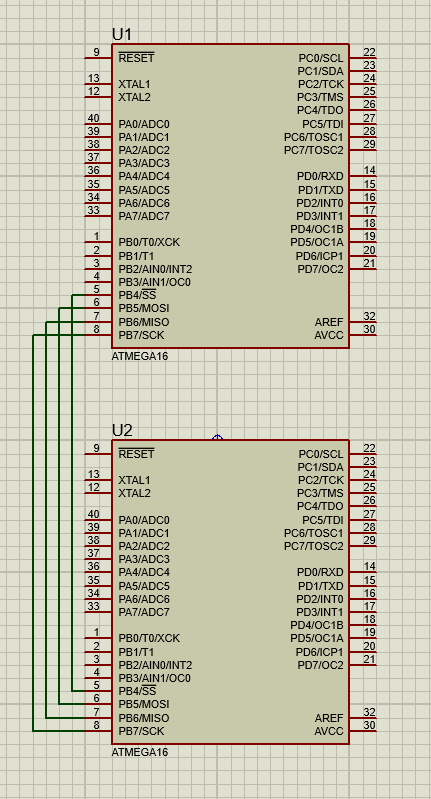 U1
9 RESET PC0/SCL 22
PC1/SDA 23
13 XTAL1 PC2/TCK 24
12 XTAL2 PC3/TMS 25
PC4/TDO 26
40 PA0/ADC0 PC5/TDI 27
39 PA1/ADC1 PC6/TOSC1 28
38 PA2/ADC2 PC7/TOSC2 29
37 PA3/ADC3
36 PA4/ADC4 PD0/RXD 14
35 PA5/ADC5 PD1/TXD 15
34 PA6/ADC6 PD2/INT0 16
33 PA7/ADC7 PD3/INT1 17
PD4/OC1B 18
1 PB0/T0/XCK PD5/OC1A 19
2 PB1/T1 PD6/ICP1 20
3 PB2/AIN0/INT2 PD7/OC2 21
4 PB3/AIN1/OC0
5 PB4/SS
6 PB5/MOSI
7 PB6/MISO AREF 32
8 PB7/SCK AVCC 30
ATMEGA16
U2
9 RESET PC0/SCL 22
PC1/SDA 23
13 XTAL1 PC2/TCK 24
12 XTAL2 PC3/TMS 25
PC4/TDO 26
40 PA0/ADC0 PC5/TDI 27
39 PA1/ADC1 PC6/TOSC1 28
38 PA2/ADC2 PC7/TOSC2 29
37 PA3/ADC3
36 PA4/ADC4 PD0/RXD 14
35 PA5/ADC5 PD1/TXD 15
34 PA6/ADC6 PD2/INT0 16
33 PA7/ADC7 PD3/INT1 17
PD4/OC1B 18
1 PB0/T0/XCK PD5/OC1A 19
2 PB1/T1 PD6/ICP1 20
3 PB2/AIN0/INT2 PD7/OC2 21
4 PB3/AIN1/OC0
5 PB4/SS
6 PB5/MOSI
7 PB6/MISO AREF 32
8 PB7/SCK AVCC 30
ATMEGA16